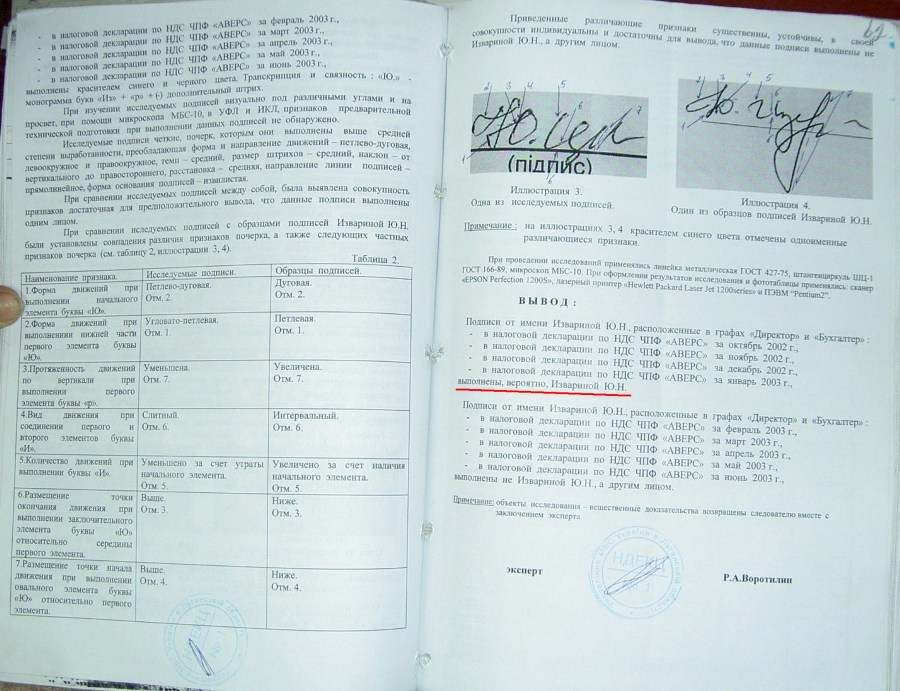 - в налоговой декларации по НДС ЧПФ «АВЕРС» за февраль 2003 г.,
- в налоговой декларации по НДС ЧПФ «АВЕРС» за март 2003 г.,
- в налоговой декларации по НДС ЧПФ «АВЕРС» за апрель 2003 г.,
- в налоговой декларации по НДС ЧПФ «АВЕРС» за май 2003 г.,
- в налоговой декларации по НДС ЧПФ «АВЕРС» за июнь 2003 г.,
выполнены красителем синего и черного цвета. Транскрипция и связность : «Ю.» -
монограмма букв «Из» + «р» + (-) дополнительный штрих.
При изучении исследуемых подписей визуально под различными углами и на
просвет, при помощи микроскопа МБС-10, в УФЛ и ИКЛ, признаков предварительной
технической подготовки при выполнении данных подписей не обнаружено.
Исследуемые подписи четкие, почерк, которым они выполнены выше средней
степени выработанности, преобладающая форма и направление движений – петлево-дуговая,
левоокружное и правоокружное, темп – средний, размер штрихов – средний, наклон – от
вертикального до правостороннего, расстановка – средняя, направление линии подписей –
прямолинейное, форма основания подписей – извилистая.
При сравнении исследуемых подписей между собой, была выявлена совокупность
признаков достаточная для предположительного вывода, что данные подписи выполнены
одним лицом.
При сравнении иследуемых подписей с образцами подписей Извариной Ю.Н.
были установлены совпадения различия признаков почерка, а также следующих частных
признаков почерка (см. таблицу 2, иллюстрации 3, 4).
Таблица 2.
Наименование признака. Исследуемые подписи. Образцы подписей.
1.Форма движений при выполнении начального элемента буквы «Ю». Петлево-дуговая. Отм. 2. Дуговая. Отм. 2.
2.Форма движений при выполнении нижней части первого элемента буквы «Ю». Угловато-петлевая. Отм. 1. Петлевая. Отм. 1.
3.Протяженность движений по вертикали при выполнении первого элемента буквы «р». Уменьшена. Отм. 7. Увеличена. Отм. 7.
4.Вид движения при соединении первого и второго элементов буквы «И». Слитный. Отм. 6. Интервальный. Отм. 6.
5.Количество движений при выполнении буквы «И». Уменьшено за счет утраты начального элемента. Отм. 5. Увеличено за счет наличия начального элемента. Отм. 5.
6.Размещение точки окончания движения при выполнении заключительного элемента буквы «Ю» относительно середины первого элемента. Выше. Отм. 3. Ниже. Отм. 3.
7.Размещение точки начала движения при выполнении овального элемента буквы «Ю» относительно первого элемента. Выше. Отм. 4. Ниже. Отм. 4.
Приведенные различающие признаки существенны, устойчивы, в своей
совокупности индивидуальны и достаточны для вывода, что данные подписи выполнены не
Извариной Ю.Н., а другим лицом.
(підпис)
Иллюстрация 3.
Одна из исследуемых подписей.
Иллюстрация 4.
Один из образцов подписей Извариной Ю.Н.
Примечание : на иллюстрациях 3, 4 красителем синего цвета отмечены одноименные
различающиеся признаки.
При проведении исследований применялись линейка металлическая ГОСТ 427-75, штангенциркуль ШЦ-1
ГОСТ 166-89, микроскоп МБС-10. При оформлении результатов исследования и фототаблицы применялись: сканер
«EPSON Perfection 1200S», лазерный принтер «Hewlett Packard Laser Jet 1200series» и ПЭВМ “Pentium2”.
ВЫВОД :
Подписи от имени Извариной Ю.Н., расположенные в графах «Директор» и «Бухгалтер» :
- в налоговой декларации по НДС ЧПФ «АВЕРС» за октябрь 2002 г.,
- в налоговой декларации по НДС ЧПФ «АВЕРС» за ноябрь 2002 г.,
- в налоговой декларации по НДС ЧПФ «АВЕРС» за декабрь 2002 г.,
- в налоговой декларации по НДС ЧПФ «АВЕРС» за январь 2003 г.,
выполнены, вероятно, Извариной Ю.Н.
Подписи от имени Извариной Ю.Н., расположенные в графах «Директор» и «Бухгалтер» :
- в налоговой декларации по НДС ЧПФ «АВЕРС» за февраль 2003 г.,
- в налоговой декларации по НДС ЧПФ «АВЕРС» за март 2003 г.,
- в налоговой декларации по НДС ЧПФ «АВЕРС» за апрель 2003 г.,
- в налоговой декларации по НДС ЧПФ «АВЕРС» за май 2003 г.,
- в налоговой декларации по НДС ЧПФ «АВЕРС» за июнь 2003 г.,
выполнены не Извариной Ю.Н., а другим лицом.
Примечание: объекты исследования – вещественные доказательства возвращены следователю вместе с
заключением эксперта.
эксперт Р.А.Воротилин